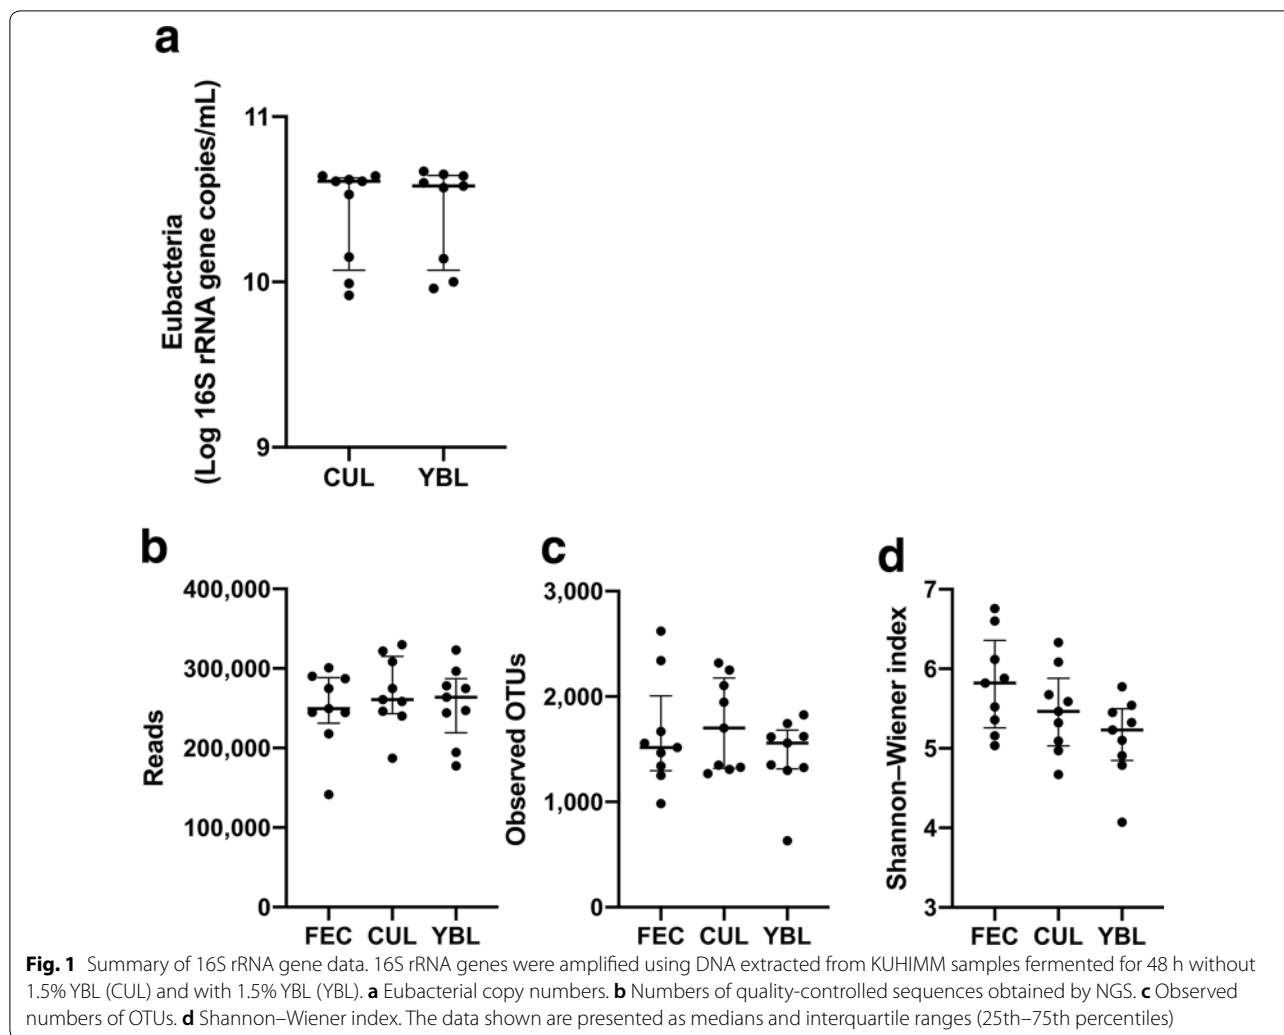 a
Eubacteria
(Log 16S rRNA gene copies/mL)
11
10
9
CUL YBL
b
Reads
400,000
300,000
200,000
100,000
0
FEC CUL YBL
c
Observed OTUs
3,000
2,000
1,000
0
FEC CUL YBL
d
Shannon–Wiener index
7
6
5
4
3
FEC CUL YBL
Fig. 1 Summary of 16S rRNA gene data. 16S rRNA genes were amplified using DNA extracted from KUHIMM samples fermented for 48 h without
1.5% YBL (CUL) and with 1.5% YBL (YBL). a Eubacterial copy numbers. b Numbers of quality-controlled sequences obtained by NGS. c Observed
numbers of OTUs. d Shannon–Wiener index. The data shown are presented as medians and interquartile ranges (25th–75th percentiles)